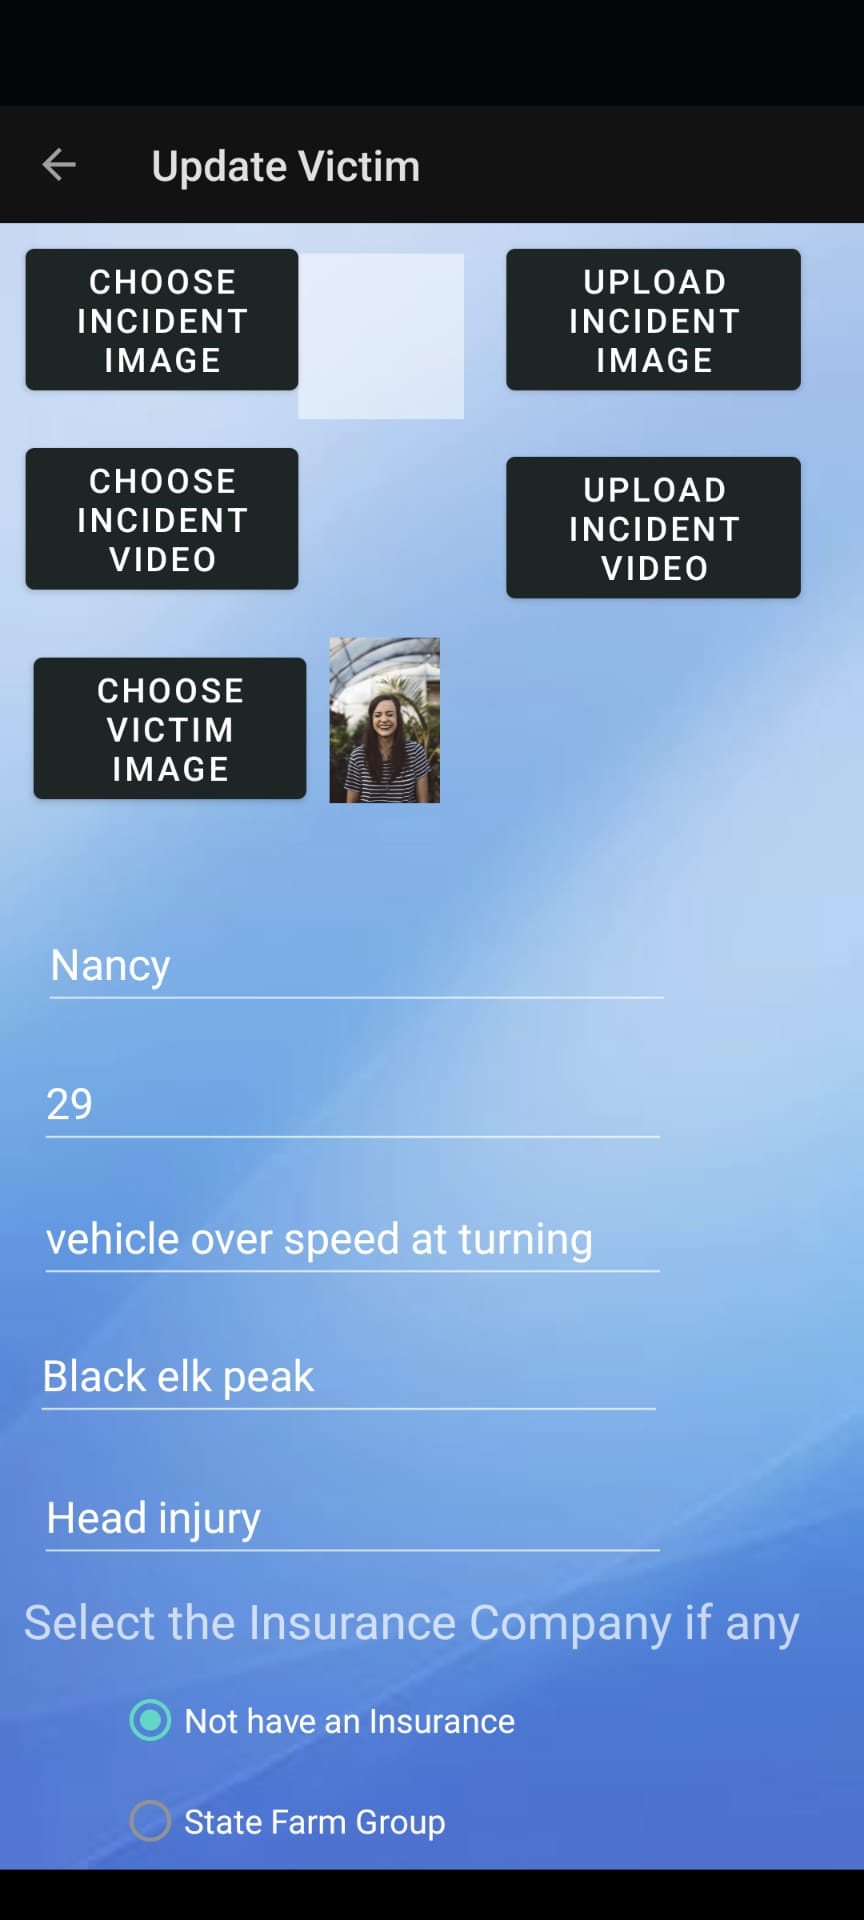 Update Victim
CHOOSE
INCIDENT
IMAGE
UPLOAD
INCIDENT
IMAGE
CHOOSE
INCIDENT
VIDEO
UPLOAD
INCIDENT
VIDEO
CHOOSE
VICTIM
IMAGE
Nancy
29
vehicle over speed at turning
Black elk peak
Head injury
Select the Insurance Company if any
Not have an Insurance
State Farm Group